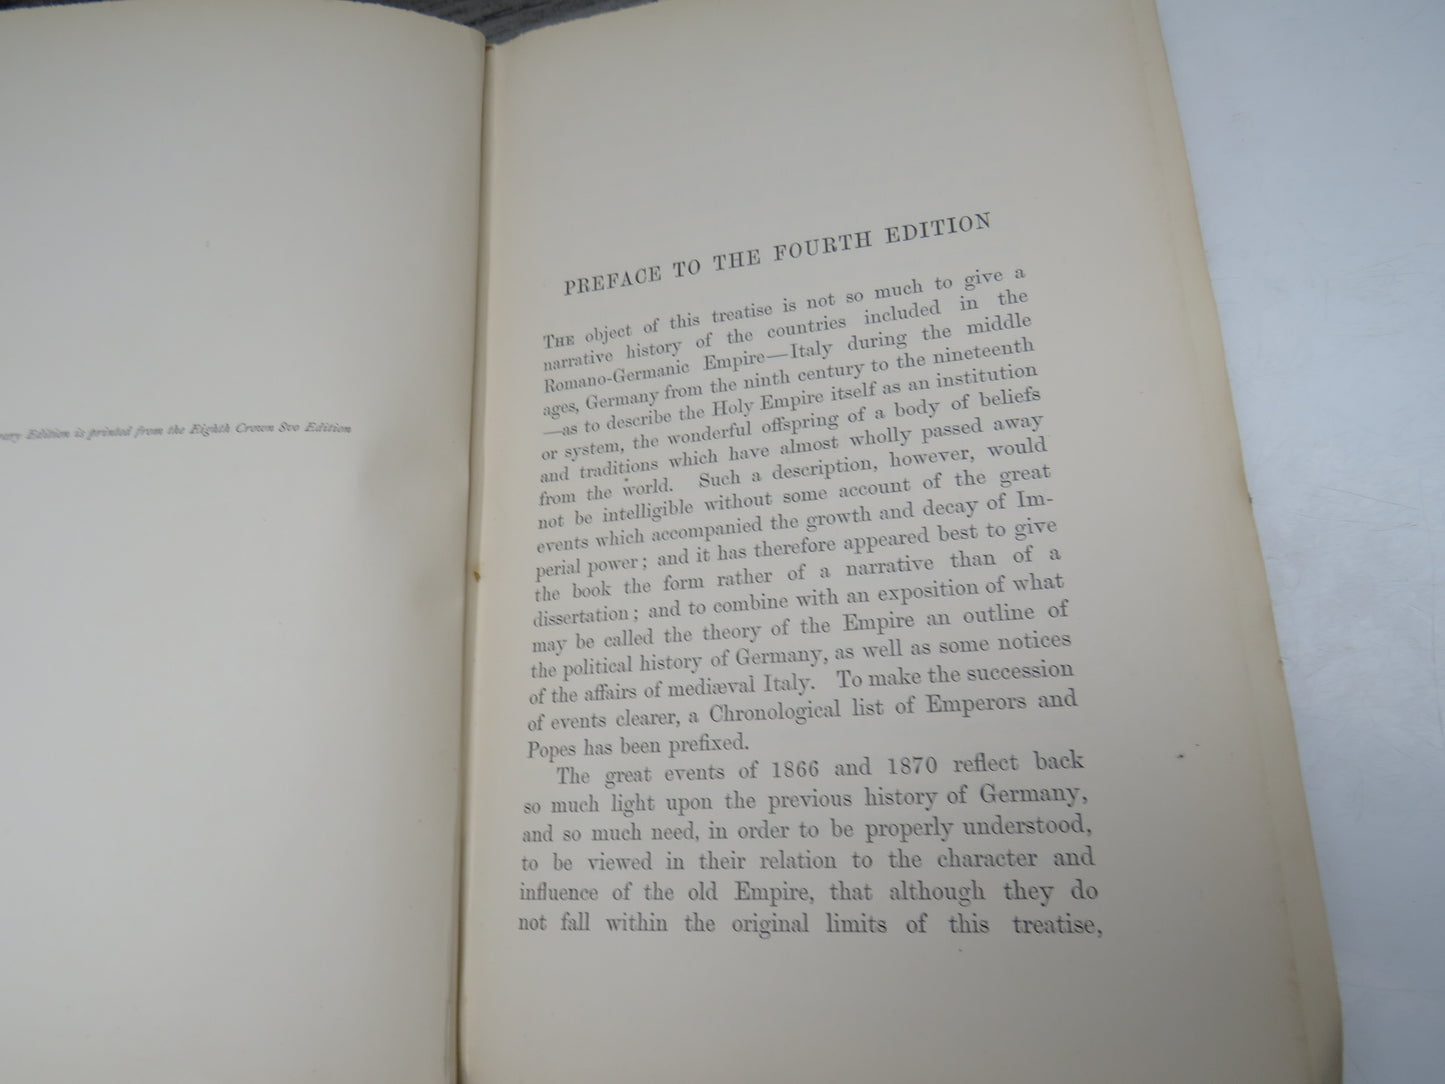 Edition is printed from the Eighth Crown 8vo Edition
PREFACE TO THE FOURTH EDITION
THE object of this treatise is not so much to give a
narrative history of the countries included in the
Romano-Germanic Empire—Italy during the middle
ages, Germany from the ninth century to the nineteenth
—as to describe the Holy Empire itself as an institution
or system, the wonderful offspring of a body of beliefs
and traditions which have almost wholly passed away
from the world. Such a description, however, would
not be intelligible without some account of the great
events which accompanied the growth and decay of Im-
perial power; and it has therefore appeared best to give
the book the form rather of a narrative than of a
dissertation; and to combine with an exposition of what
may be called the theory of the Empire an outline of
the political history of Germany, as well as some notices
of the affairs of mediæval Italy. To make the succession
of events clearer, a Chronological list of Emperors and
Popes has been prefixed.
The great events of 1866 and 1870 reflect back
so much light upon the previous history of Germany,
and so much need, in order to be properly understood,
to be viewed in their relation to the character and
influence of the old Empire, that although they do
not fall within the original limits of this treatise,